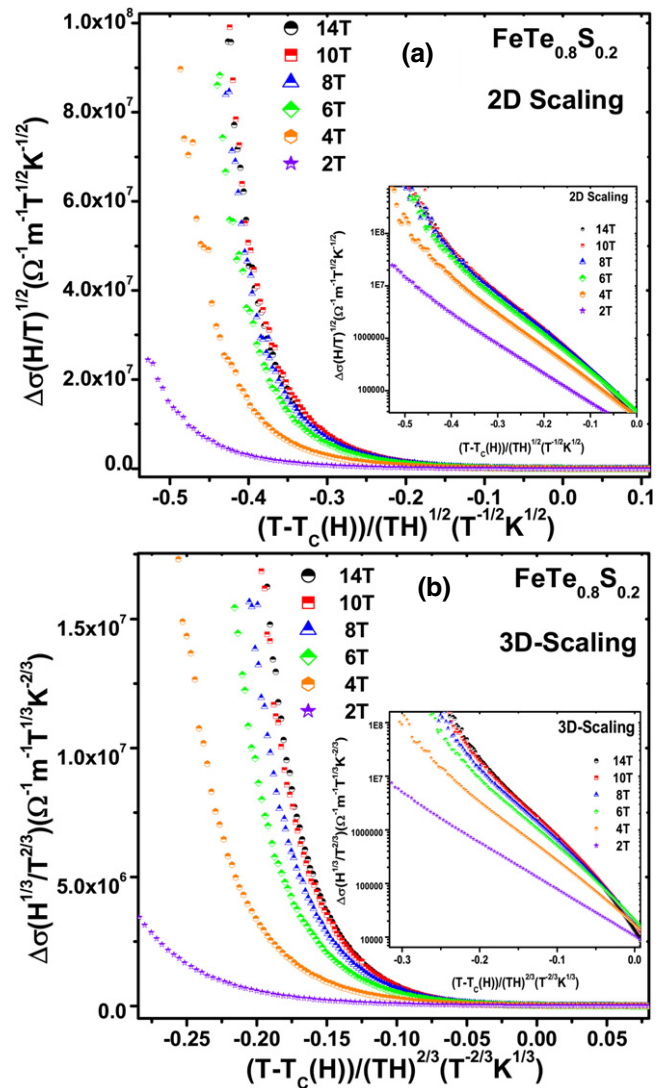 (a)
FeTe0.8S0.2
2D Scaling
14T
10T
8T
6T
4T
2T
1.0x10^8
8.0x10^7
6.0x10^7
4.0x10^7
2.0x10^7
0.0
Δσ(H/T)^1/2(Ω^-1m^-1T^1/2K^-1/2)
-0.5 -0.4 -0.3 -0.2 -0.1 0.0 0.1
(T-TC(H))/(TH)^1/2(T^-1/2K^1/2)
2D Scaling
14T
10T
8T
6T
4T
2T
1E8
1E7
1000000
100000
Δσ(H/T)^1/2(Ω^-1m^-1T^1/2K^-1/2)
-0.5 -0.4 -0.3 -0.2 -0.1 0.0
(T-TC(H))/(TH)^1/2(T^-1/2K^1/2)
(b)
FeTe0.8S0.2
3D-Scaling
14T
10T
8T
6T
4T
2T
1.5x10^7
1.0x10^7
5.0x10^6
0.0
Δσ(H^1/3/T^2/3)(Ω^-1m^-1T^1/3K^-2/3)
-0.25 -0.20 -0.15 -0.10 -0.05 0.00 0.05
(T-TC(H))/(TH)^2/3(T^-2/3K^1/3)
3D-Scaling
14T
10T
8T
6T
4T
2T
1E8
1E7
1000000
100000
10000
Δσ(H^1/3/T^2/3)(Ω^-1m^-1T^1/3K^-2/3)
-0.3 -0.2 -0.1 0.0
(T-TC(H))/(TH)^2/3(T^2/3K^1/3)